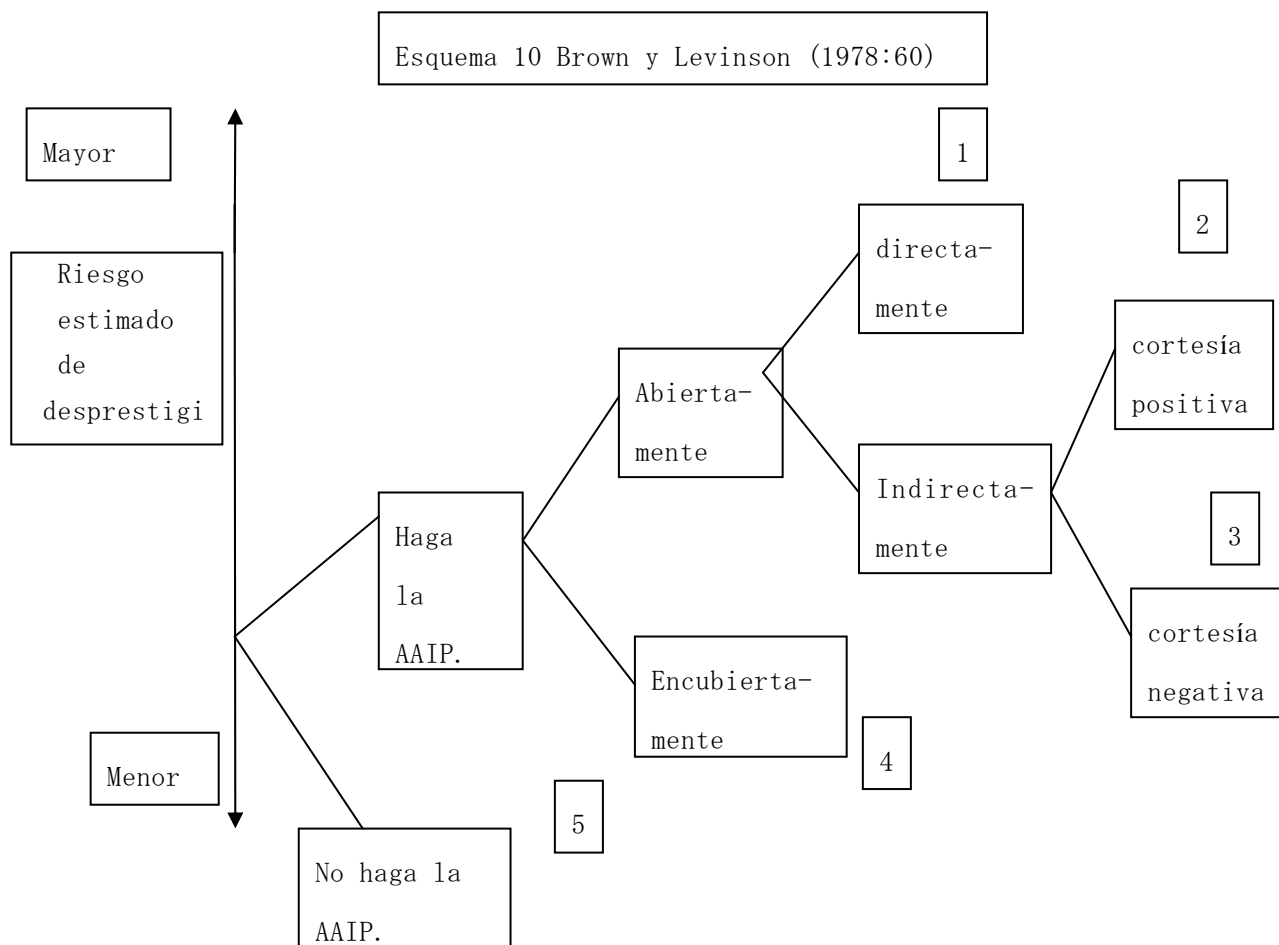 Esquema 10 Brown y Levinson (1978:60)
Mayor
1
2
Riesgo
estimado
de
desprestigi
directa-
mente
cortesía
positiva
Abierta-
mente
Indirecta-
mente
3
Haga
la
AAIP.
cortesía
negativa
Encubierta-
mente
4
Menor
5
No haga la
AAIP.